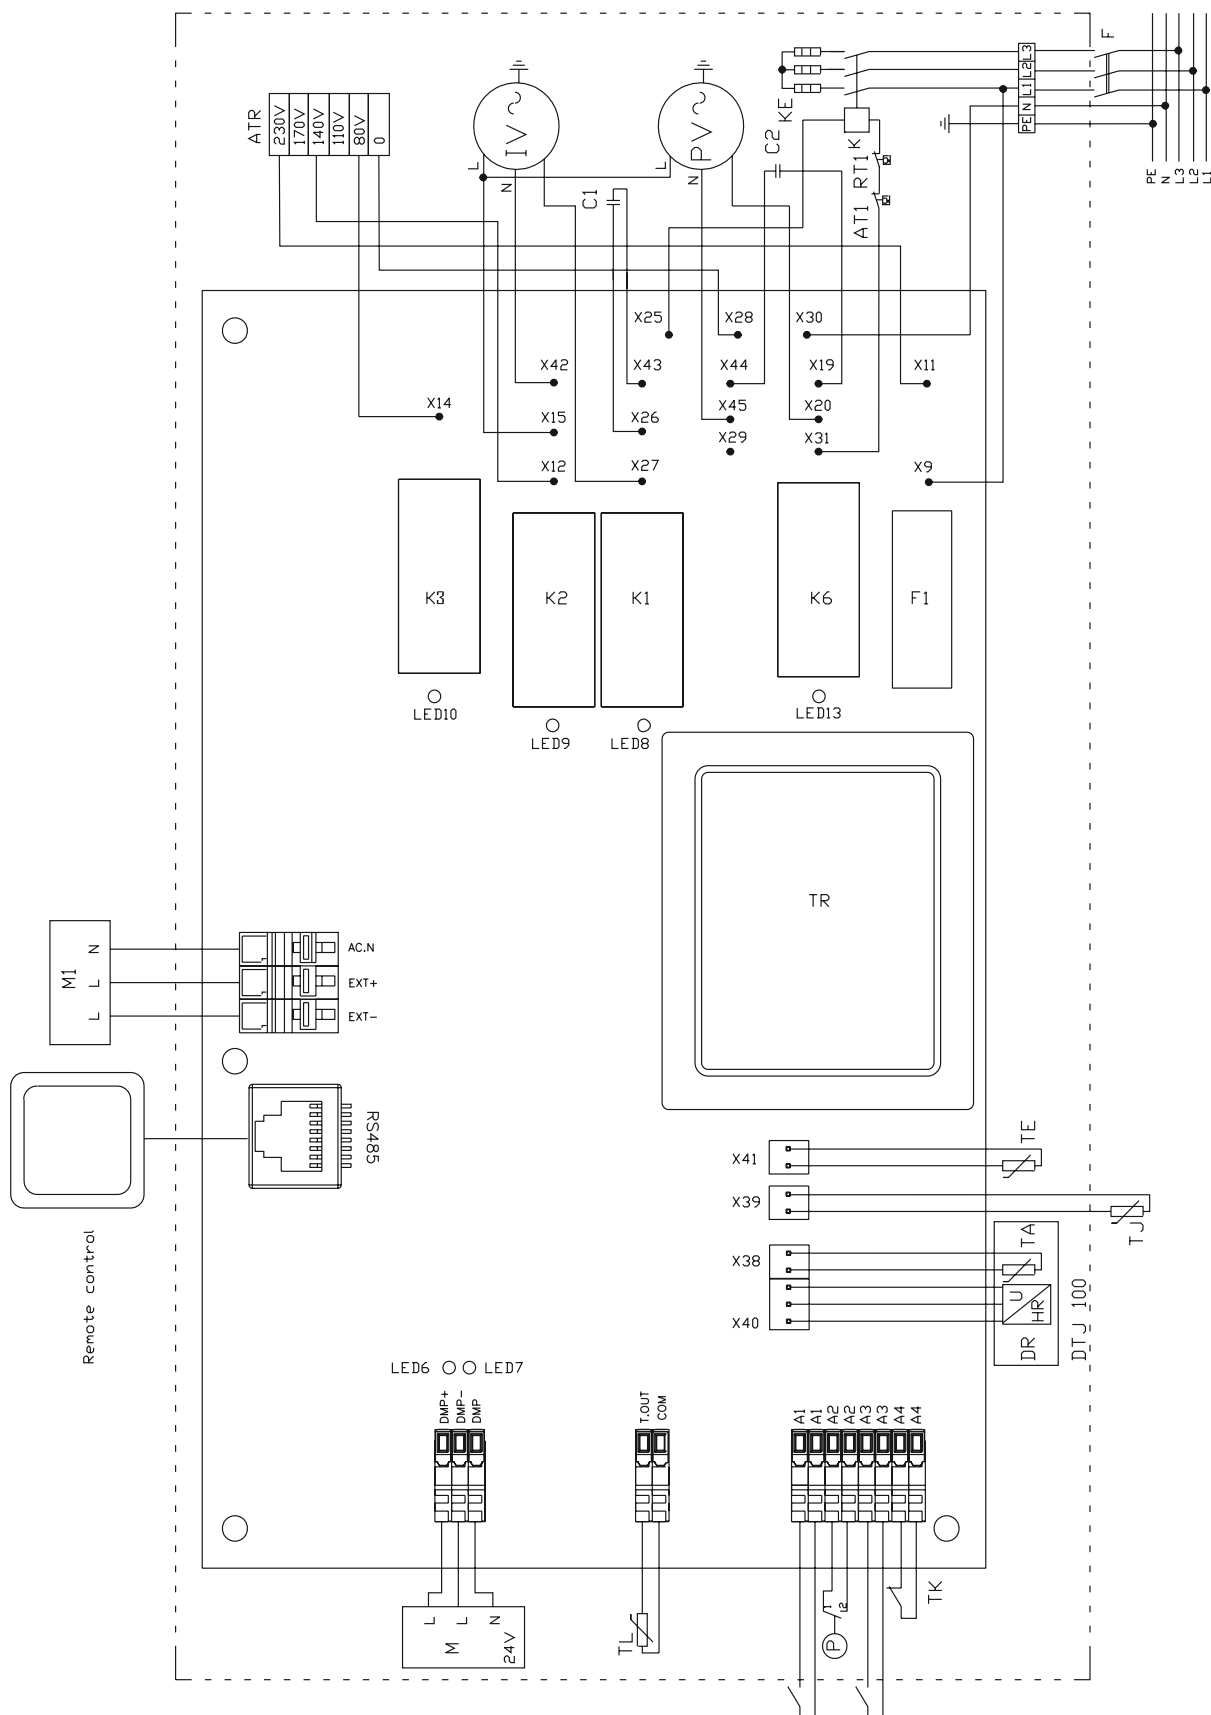 ATR
230V
170V
140V
110V
80V
0
IV
L
N
C1
PV
L
N
C2
KE
K
RT1
AT1
L3
L2
L1
N
PE
F
PE
N
L3
L2
L1
X25
X28
X30
X42
X43
X44
X19
X11
X14
X15
X26
X45
X20
X29
X31
X12
X27
X9
K3
K2
K1
K6
F1
LED10
LED9
LED8
LED13
TR
M1
N
L
L
AC.N
EXT+
EXT-
RS485
Remote control
X41
TE
X39
TJ
X38
TA
X40
U
HR
DR
DTJ 100
LED6
LED7
DMP+
DMP-
DMP
T.OUT
COM
A1
A1
A2
A2
A3
A3
A4
A4
L
L
N
M
24V
TL
P
1
L2
TK